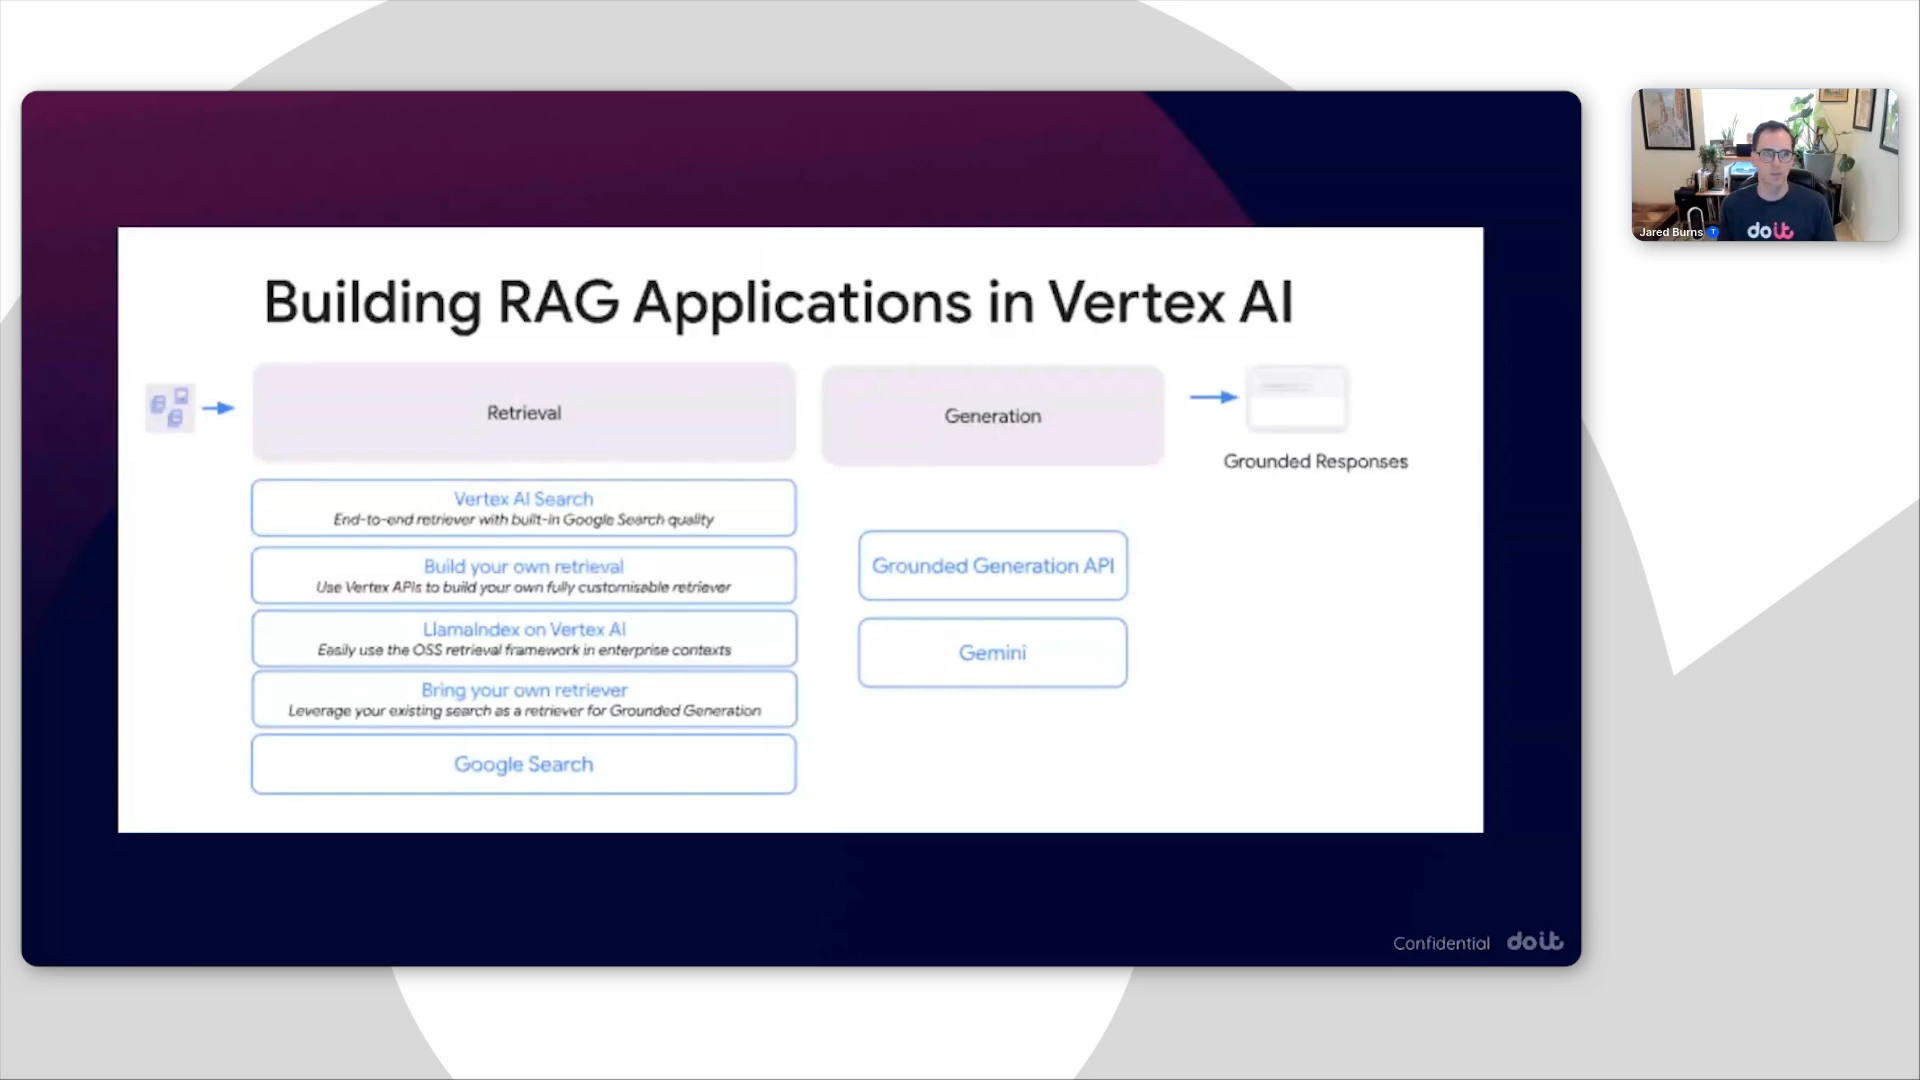 Building RAG Applications in Vertex AI
Retrieval
Generation
Grounded Responses
Vertex AI Search
End-to-end retriever with built-in Google Search quality
Build your own retrieval
Use Vertex APIs to build your own fully customisable retriever
LlamaIndex on Vertex AI
Easily use the OSS retrieval framework in enterprise contexts
Bring your own retriever
Leverage your existing search as a retriever for Grounded Generation
Google Search
Grounded Generation API
Gemini
Confidential doit
Jared Burns T
doit